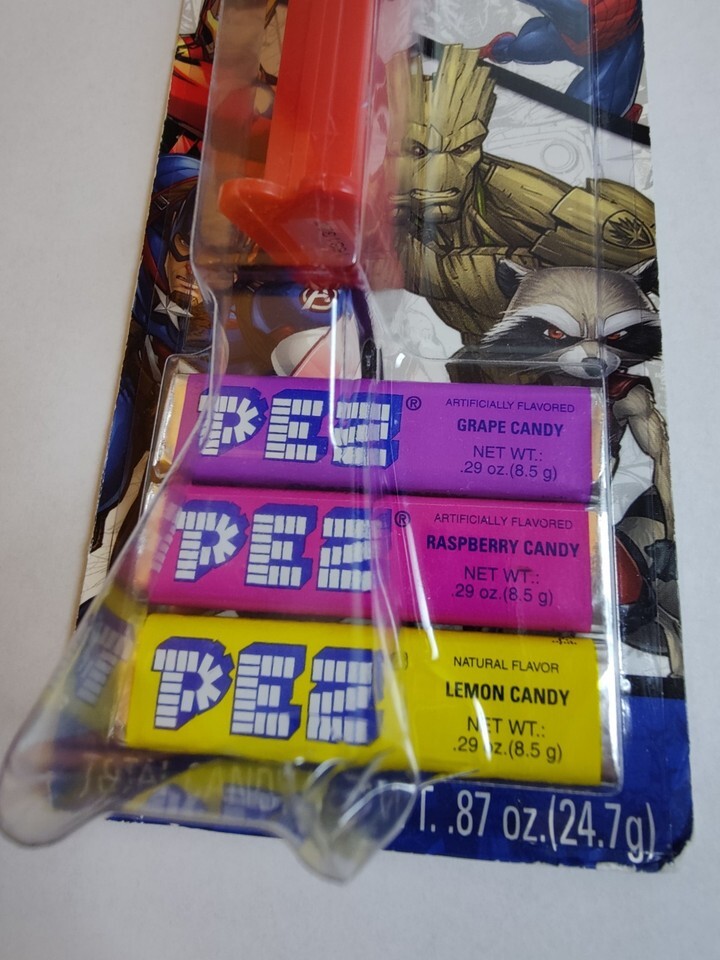 PEZ®
ARTIFICIALLY FLAVORED
GRAPE CANDY
NET WT.:
.29 oz.(8.5 g)
PEZ®
ARTIFICIALLY FLAVORED
RASPBERRY CANDY
NET WT.:
.29 oz.(8.5 g)
PEZ
NATURAL FLAVOR
LEMON CANDY
NET WT.:
.29 oz.(8.5 g)
T. .87 oz.(24.7g)